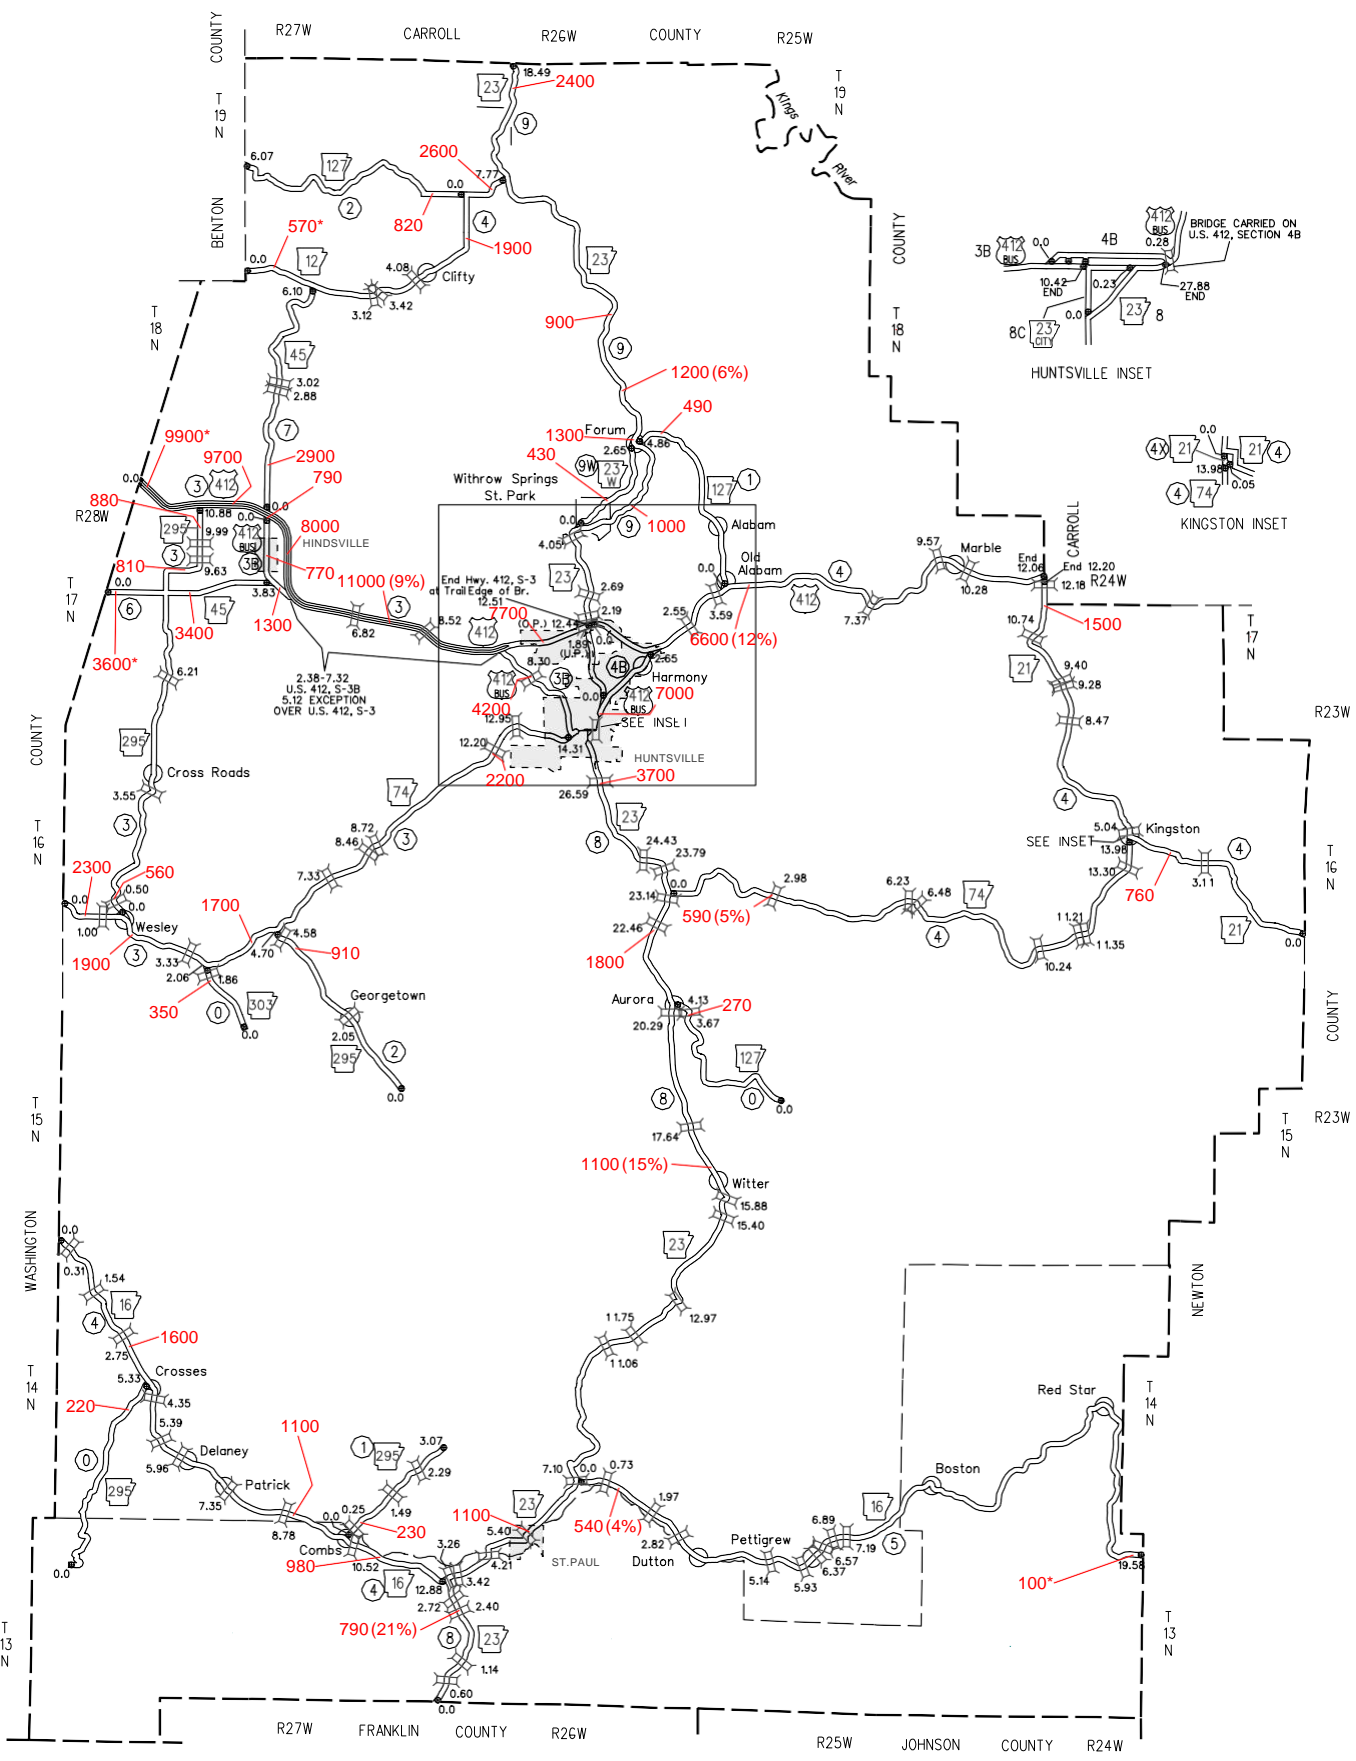 COUNTY
R27W
CARROLL
R26W
COUNTY
R25W
T
19
N
T
19
N
Kings
River
18.49
23
2400
9
6.07
127
2
2600
7.77
0.0
820
4
1900
BENTON
570*
0.0
12
4.08
Clifty
6.10
3.12
3.42
23
900
9
COUNTY
T
18
N
T
18
N
45
3.02
2.88
7
1200 (6%)
490
Forum
1300
4.86
2.65
430
9W
23
W
Withrow Springs
St. Park
127
1
Alabam
0.0
9
1000
4.05
9900*
9700
2900
790
0.0
3
412
880
R28W
10.88
0.0
0.0
295
9.99
3
412
BUS
3B
8000
HINDSVILLE
770
810
9.63
0.0
6
45
3.83
3400
1300
3600*
T
17
N
11000 (9%)
3
6.82
8.52
412
End Hwy. 412, S-3
at Trail Edge of Br.
12.51
7700
(O.P.) 12.44
23
2.69
2.19
1.89
(U.P.)
0.0
2.55
Old
Alabam
0.0
3.59
4
412
6600 (12%)
7.37
9.57
Marble
10.28
End
12.06
End 12.20
12.18
CARROLL
R24W
1500
10.74
T
17
N
21
9.40
9.28
8.47
4
R23W
2.38-7.32
U.S. 412, S-3B
5.12 EXCEPTION
OVER U.S. 412, S-3
8.30
412
BUS
3B
4200
4B
2.65
Harmony
0.0
412
BUS
7000
SEE INSET
12.95
14.31
HUNTSVILLE
12.20
2200
26.59
3700
6.21
COUNTY
295
Cross Roads
3.55
3
74
3
8.72
8.46
7.33
23
8
24.43
23.79
T
16
N
2300
560
0.50
0.0
0.0
1.00
Wesley
1900
3
3.33
1700
4.70
4.58
910
2.06
1.86
350
0
303
0.0
Georgetown
2.05
295
2
0.0
23.14
0.0
2.98
590 (5%)
22.46
1800
6.23
6.48
74
4
10.24
11.21
11.35
13.30
5.04
Kingston
SEE INSET
13.98
760
3.11
4
21
0.0
T
16
N
Aurora
4.13
270
20.29
3.67
127
0
0.0
8
17.64
1100 (15%)
Witter
15.88
15.40
23
12.97
11.75
11.06
T
15
N
T
15
N
R23W
COUNTY
WASHINGTON
NEWTON
0.0
0.31
1.54
16
4
1600
2.75
Crosses
5.33
4.35
220
0
295
0.0
5.39
Delaney
5.96
Patrick
7.35
1100
8.78
T
14
N
T
14
N
1
295
3.07
2.29
1.49
0.25
0.0
230
Combs
980
10.52
4
16
12.88
3.26
3.42
2.72
2.40
790 (21%)
8
23
1.14
0.60
0.0
1100
5.40
4.21
ST.PAUL
23
7.10
0.0
0.73
540 (4%)
1.97
2.82
Dutton
Pettigrew
5.14
5.93
6.37
6.57
6.89
7.19
16
5
Boston
Red Star
100*
19.58
T
13
N
T
13
N
R27W
FRANKLIN
COUNTY
R26W
R25W
JOHNSON
COUNTY
R24W
3B
412
BUS
0.0
4B
412
BUS
0.28
BRIDGE CARRIED ON
U.S. 412, SECTION 4B
10.42
END
0.23
27.88
END
8C
23
CITY
0.0
23
8
HUNTSVILLE INSET
0.0
4X
21
21
4
13.98
0.05
4
74
KINGSTON INSET